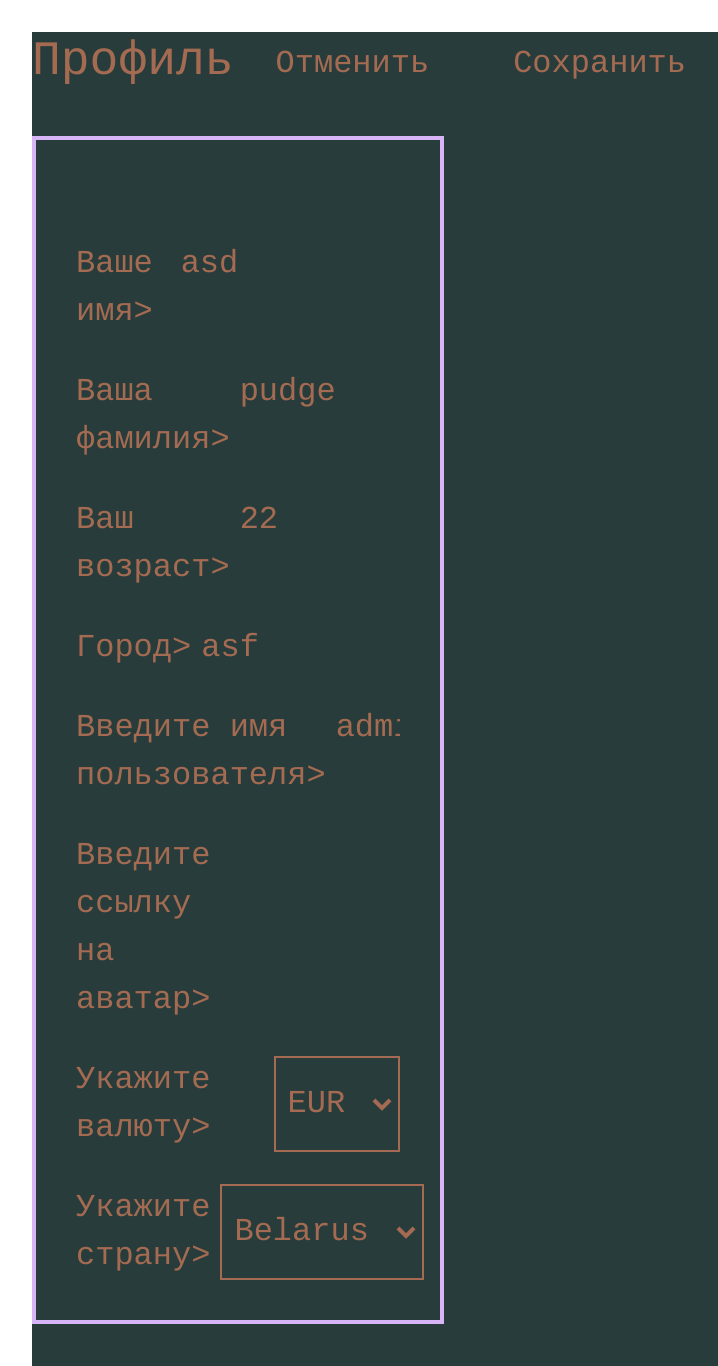 Профиль Отменить Сохранить
Ваше asd
имя>
Ваша pudge
фамилия>
Ваш 22
возраст>
Город> asf
Введите имя adm
пользователя>
Введите
ссылку
на
аватар>
Укажите
валюту> EUR
Укажите
страну> Belarus